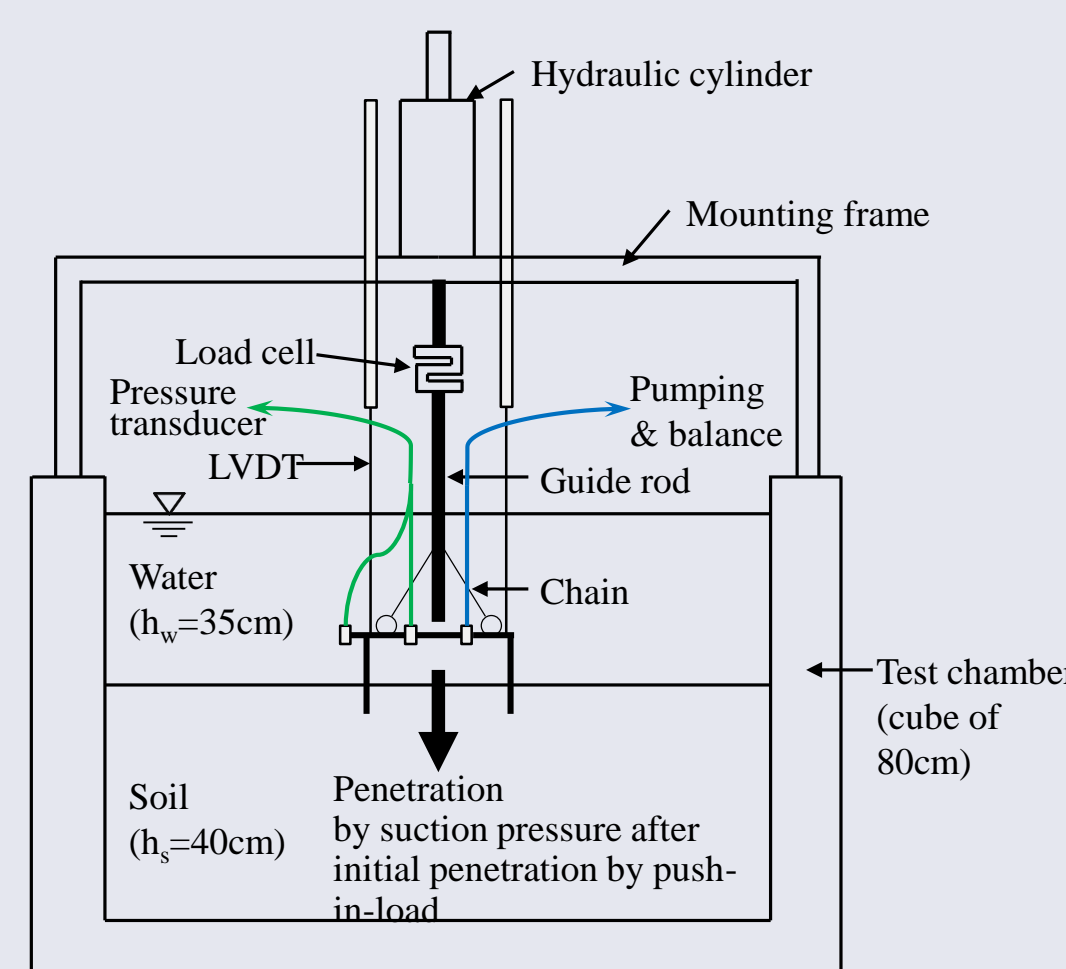 Hydraulic cylinder
Mounting frame
Load cell
Pressure
transducer
Pumping
& balance
LVDT
Guide rod
Water
(hw=35cm)
Chain
Test chamber
(cube of
80cm)
Soil
(hs=40cm)
Penetration
by suction pressure after
initial penetration by push-
in-load